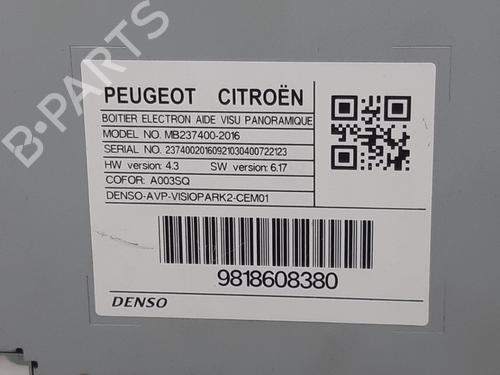 PEUGEOT CITROËN
BOITIER ELECTRON AIDE VISU PANORAMIQUE
MODEL NO. MB237400-2016
SERIAL NO. 23740020160921030400722123
HW version: 4.3 SW version: 6.17
COFOR: A003SQ
DENSO-AVP-VISIOPARK2-CEM01
9818608380
DENSO
B-PARTS